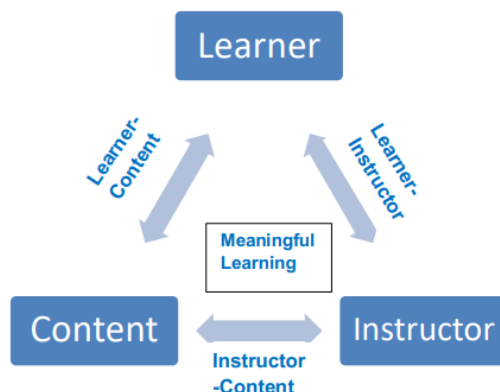 Learner
Learner-
Content
Learner-
Instructor
Meaningful
Learning
Content
Instructor
Instructor
-Content